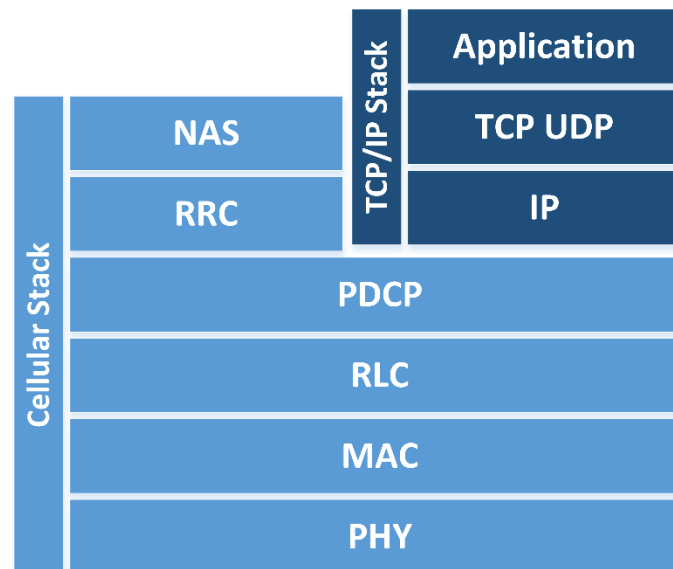 Cellular Stack
NAS
RRC
TCP/IP Stack
Application
TCP UDP
IP
PDCP
RLC
MAC
PHY